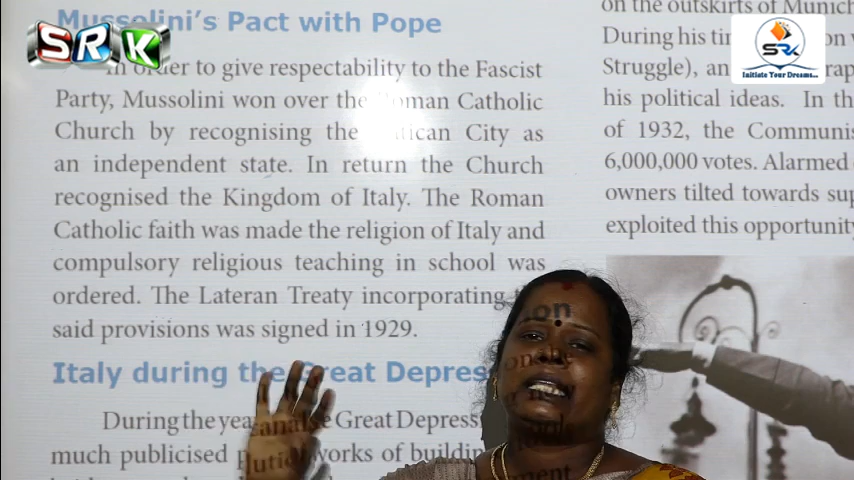 Mussolini's Pact with Pope
In order to give respectability to the Fascist
Party, Mussolini won over the Roman Catholic
Church by recognising the Vatican City as
an independent state. In return the Church
recognised the Kingdom of Italy. The Roman
Catholic faith was made the religion of Italy and
compulsory religious teaching in school was
ordered. The Lateran Treaty incorporating
said provisions was signed in 1929.
Italy during the Great Depres
During the yea Great Depress
much publicised works of buildin
on the outskirts of Munich
During his
Struggle), an
his political ideas. In th
of 1932, the Communis
6,000,000 votes. Alarmed
owners tilted towards sup
exploited this opportunity
SRK
SRK
Initiate Your Dreams...